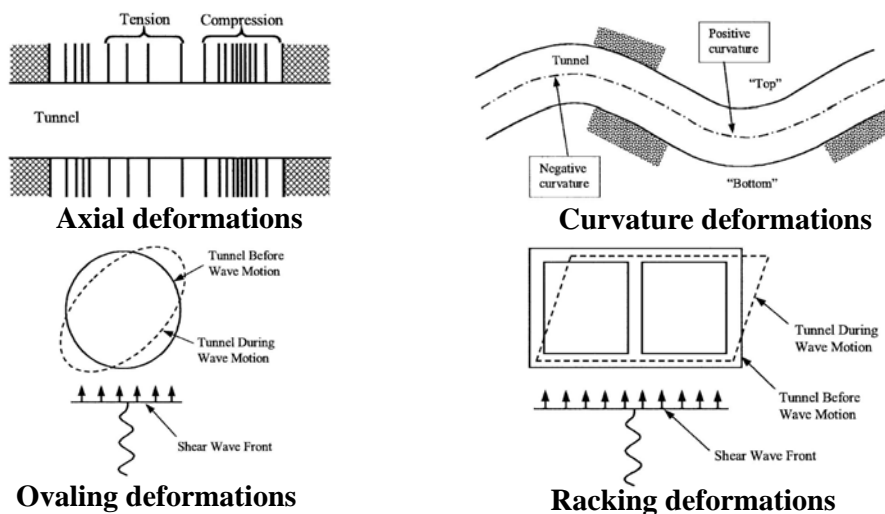 Tension
Compression
Tunnel
Axial deformations
Positive
curvature
Tunnel
"Top"
Negative
curvature
"Bottom"
Curvature deformations
Tunnel Before
Wave Motion
Tunnel During
Wave Motion
Shear Wave Front
Ovaling deformations
Tunnel During
Wave Motion
Tunnel Before
Wave Motion
Shear Wave Front
Racking deformations